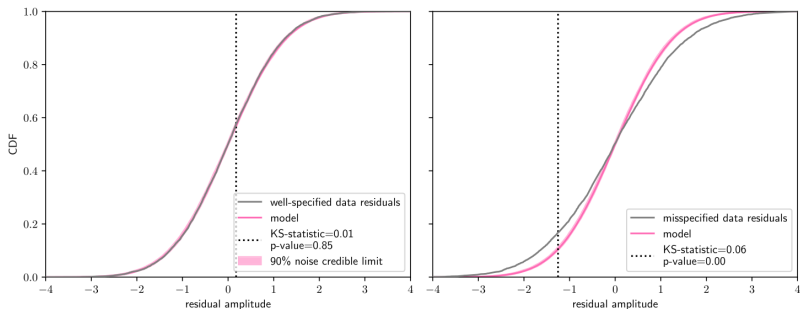 1.0
0.8
0.6
0.4
0.2
0.0
CDF
−4 −3 −2 −1 0 1 2 3 4
residual amplitude
well-specified data residuals
model
KS-statistic=0.01
p-value=0.85
90% noise credible limit
−4 −3 −2 −1 0 1 2 3 4
residual amplitude
misspecified data residuals
model
KS-statistic=0.06
p-value=0.00